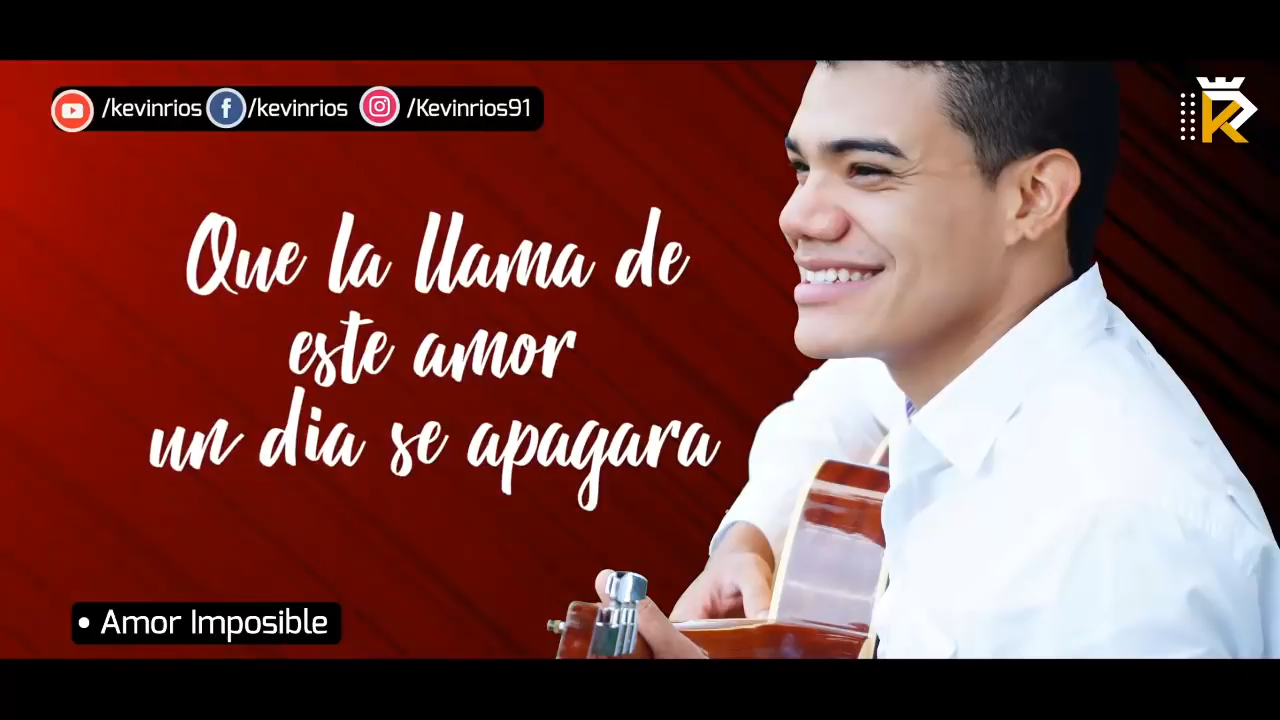 /kevinrios /kevinrios /Kevinrios91
Que la llama de
este amor
un dia se apagara
• Amor Imposible